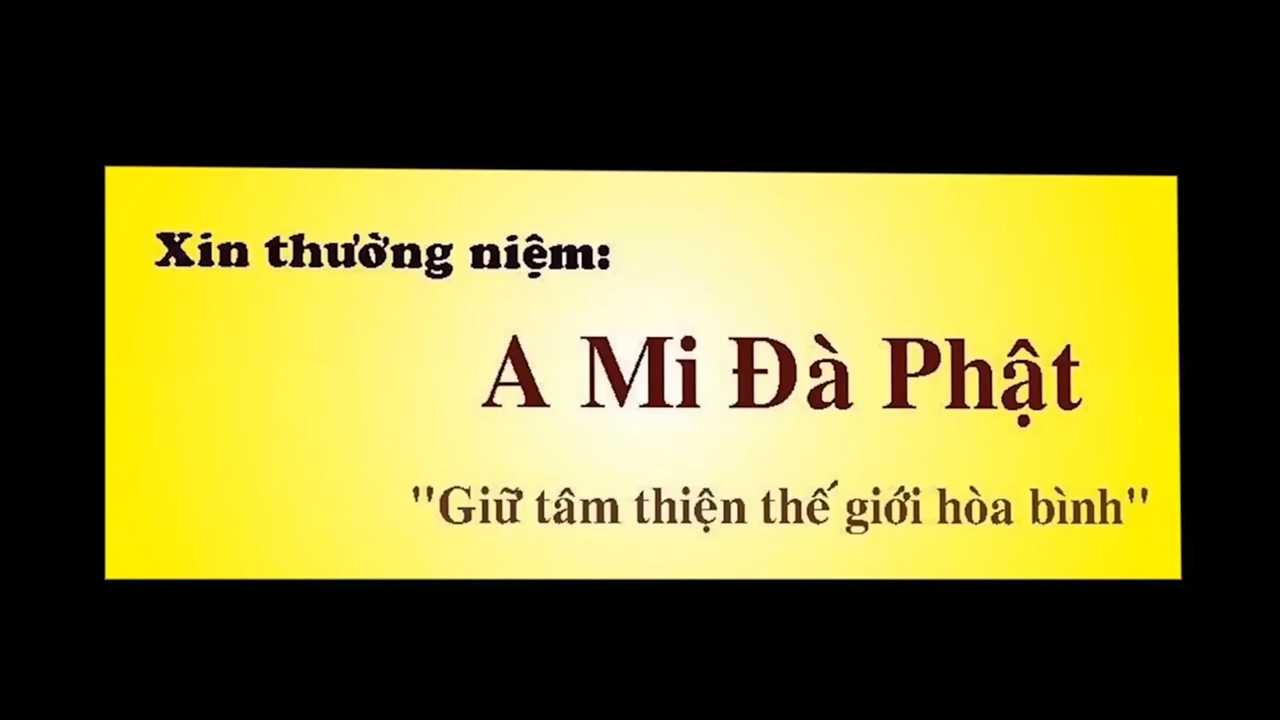 Xin thường niệm:
A Mi Đà Phật
"Giữ tâm thiện thế giới hòa bình"